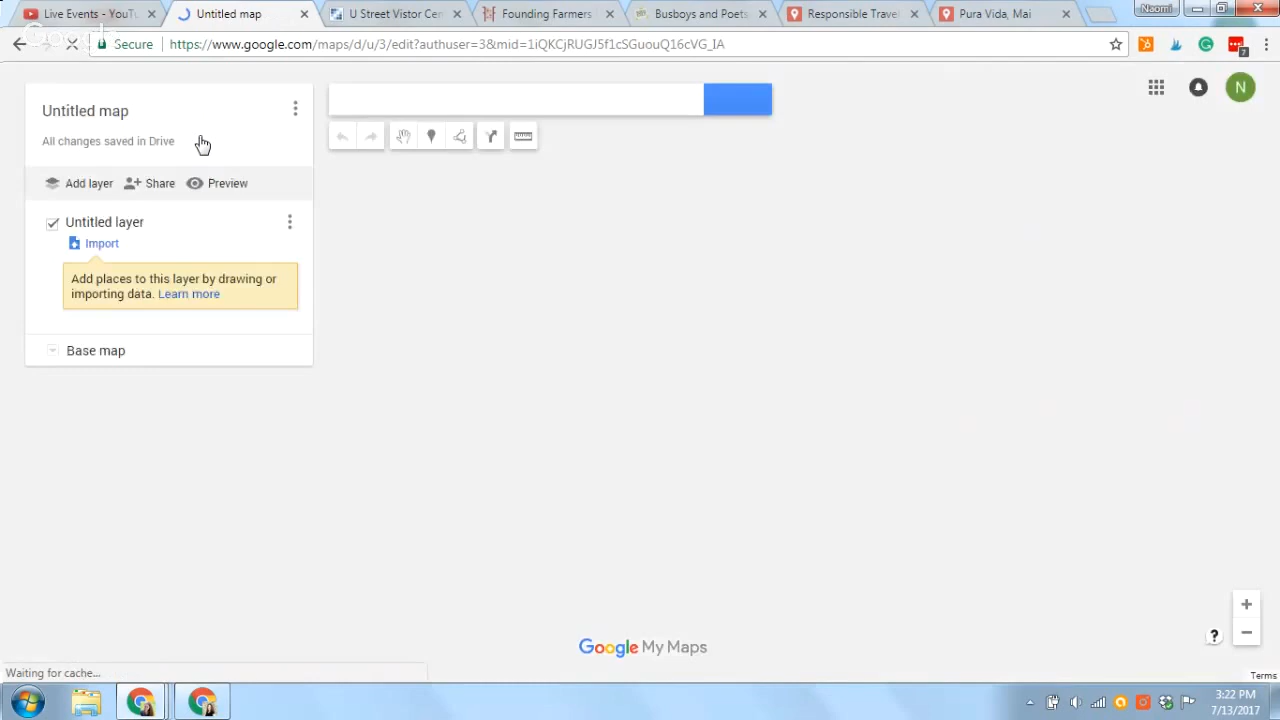 Live Events - YouTu
Untitled map
U Street Vistor Cen
Founding Farmers
Busboys and Poets
Responsible Travel
Pura Vida, Mai
Naomi
Secure
https://www.google.com/maps/d/u/3/edit?authuser=3&mid=1iQKCjRUGJ5f1cSGuouQ16cVG_IA
7
Untitled map
N
All changes saved in Drive
Add layer
Share
Preview
Untitled layer
Import
Add places to this layer by drawing or
importing data. Learn more
Base map
+
?
−
Google My Maps
Waiting for cache...
Terms
3:22 PM
7/13/2017